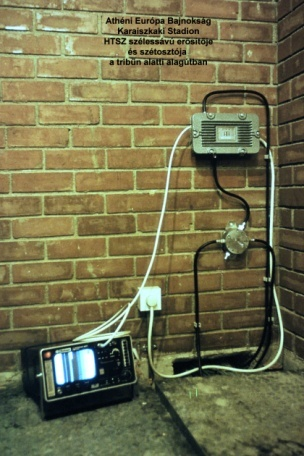 Athéni Európa Bajnokság
Karaiszkaki Stadion
HTSZ szélessávú erősítője
és szétosztója
a tribün alatti alagútban